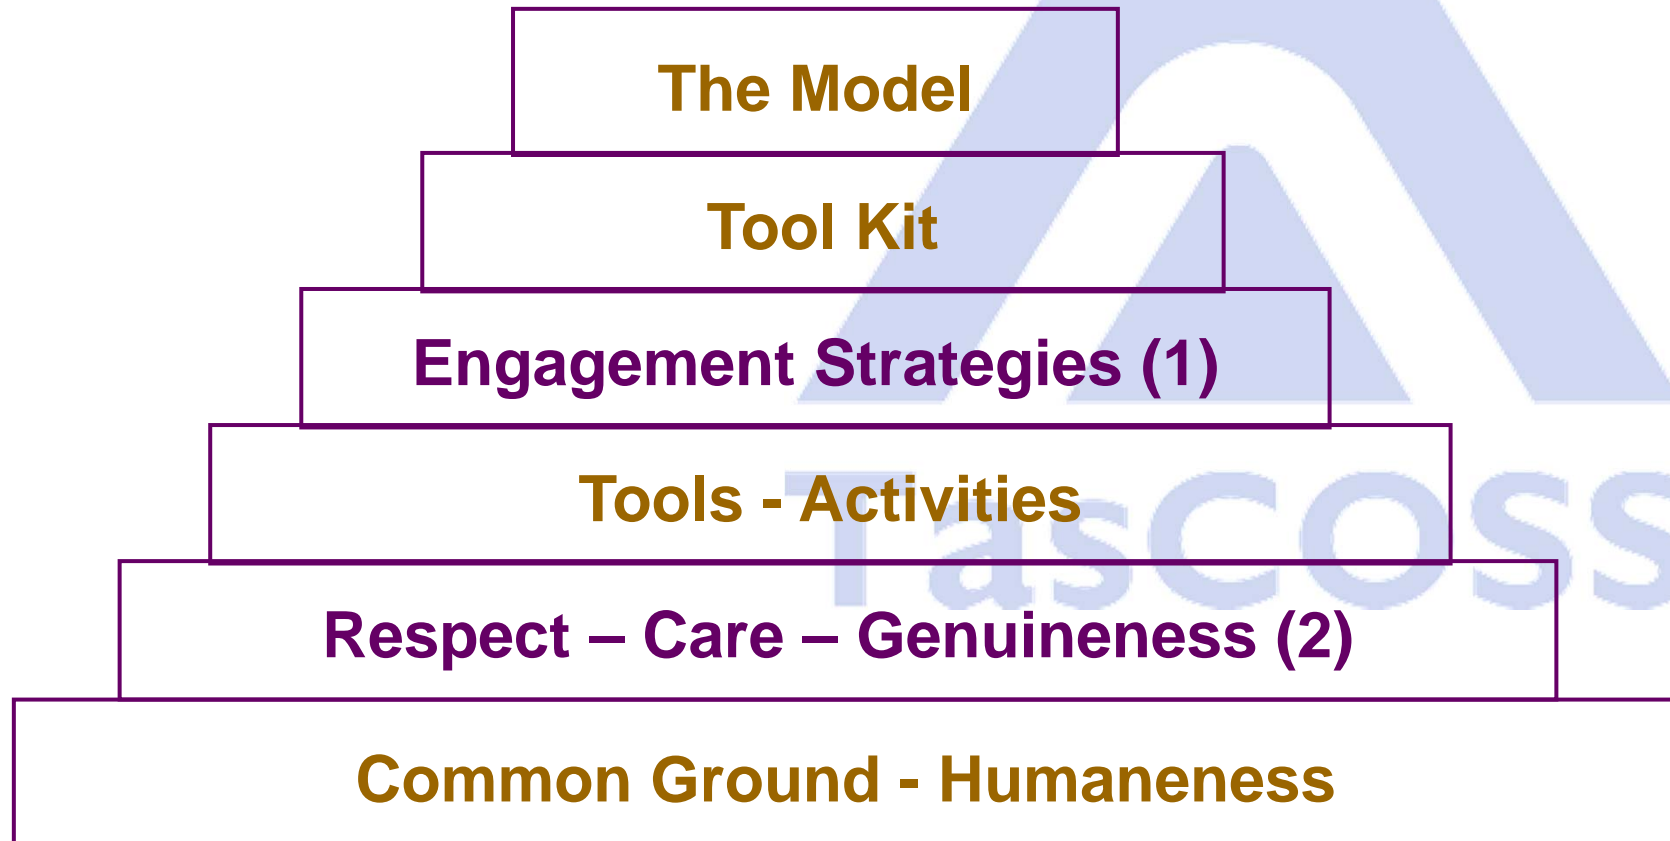 The Model
Tool Kit
Engagement Strategies (1)
Tools - Activities
Respect – Care – Genuineness (2)
Common Ground - Humaneness
TasCOSS